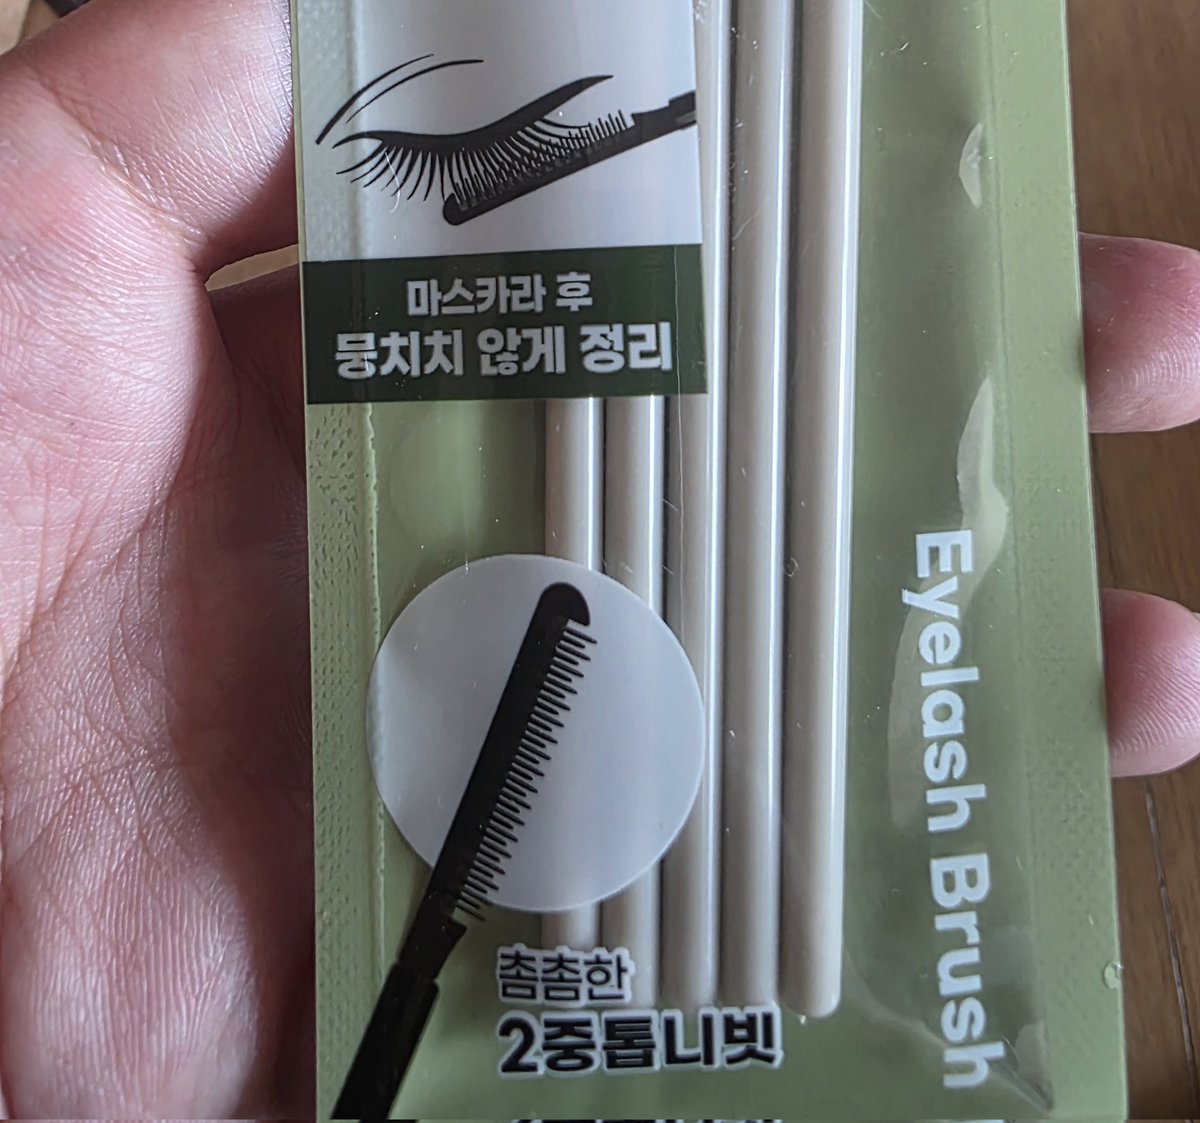 마스카라 후
뭉치치 않게 정리
Eyelash Brush
촘촘한
2중톱니빗